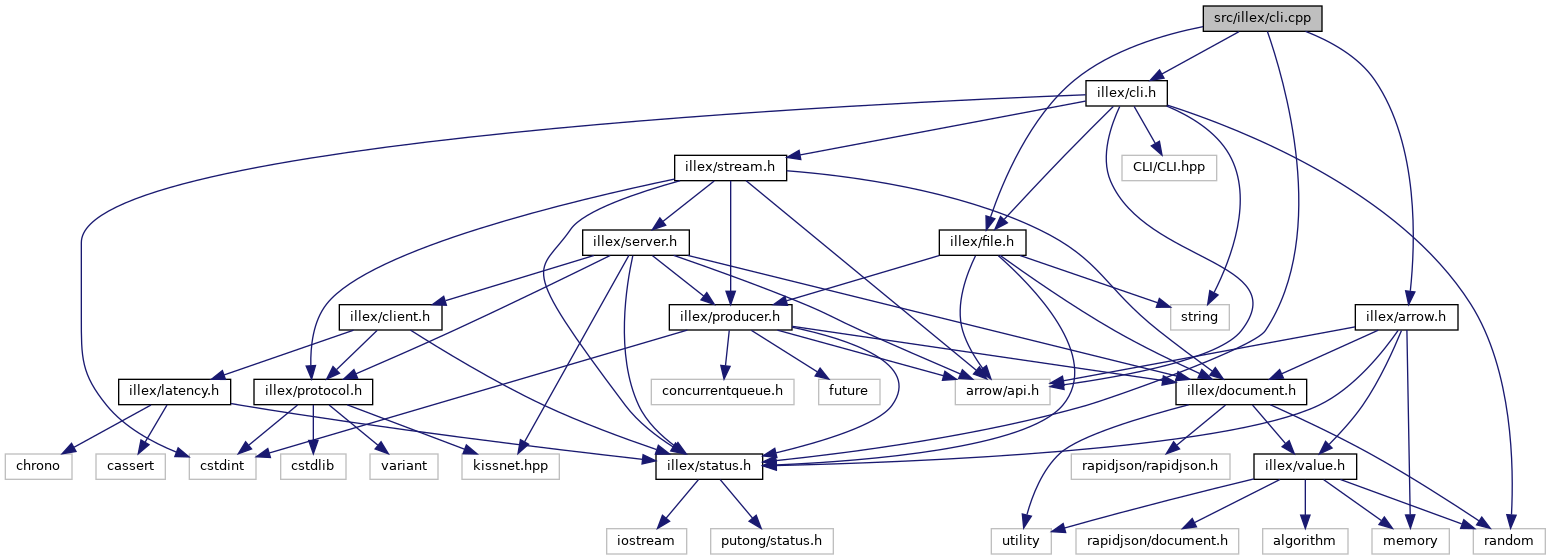 src/illex/cli.cpp
illex/cli.h
illex/stream.h
CLI/CLI.hpp
illex/server.h
illex/file.h
illex/client.h
illex/producer.h
string
illex/arrow.h
illex/latency.h
illex/protocol.h
concurrentqueue.h
future
arrow/api.h
illex/document.h
chrono
cassert
cstdint
cstdlib
variant
kissnet.hpp
illex/status.h
rapidjson/rapidjson.h
illex/value.h
iostream
putong/status.h
utility
rapidjson/document.h
algorithm
memory
random